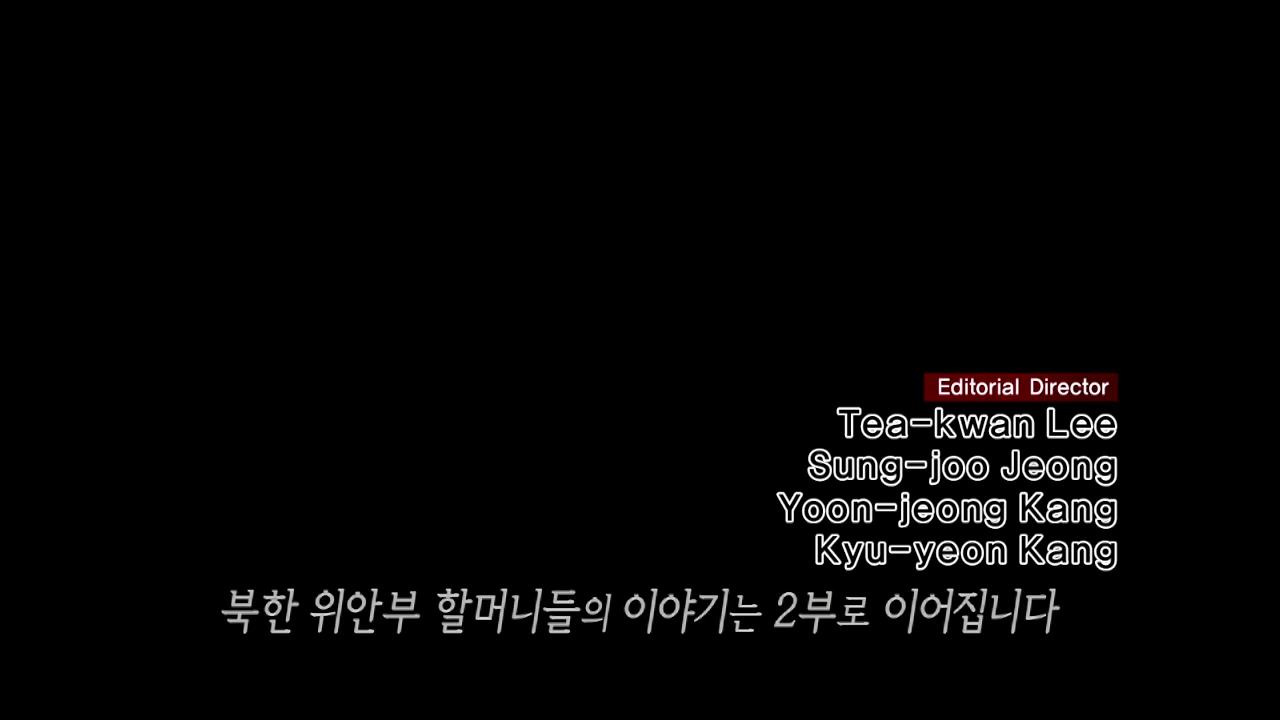 Editorial Director
Tea-kwan Lee
Sung-joo Jeong
Yoon-jeong Kang
Kyu-yeon Kang
북한 위안부 할머니들의 이야기는 2부로 이어집니다